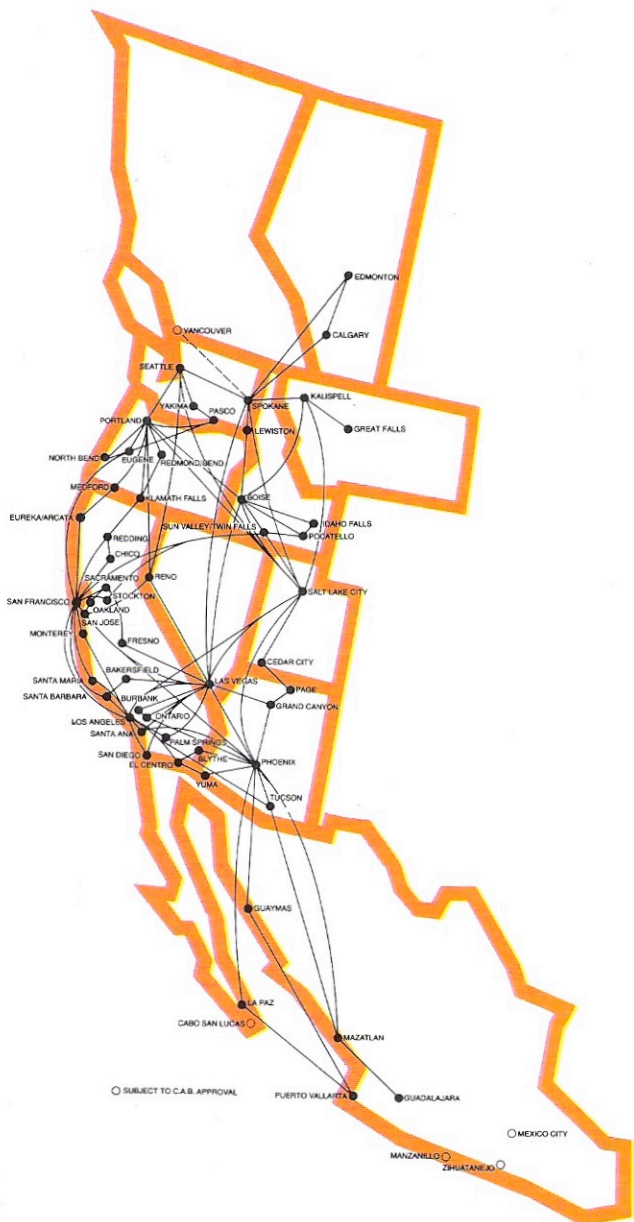 EDMONTON
CALGARY
VANCOUVER
SEATTLE
SPOKANE
KALISPELL
YAKIMA
PASCO
PORTLAND
LEWISTON
GREAT FALLS
NORTH BEND
EUGENE
REDMOND/BEND
MEDFORD
KLAMATH FALLS
BOISE
EUREKA/ARCATA
SUN VALLEY/TWIN FALLS
IDAHO FALLS
POCATELLO
REDDING
CHICO
SACRAMENTO
RENO
SALT LAKE CITY
STOCKTON
SAN FRANCISCO
OAKLAND
SAN JOSE
MONTEREY
FRESNO
CEDAR CITY
BAKERSFIELD
SANTA MARIA
LAS VEGAS
PAGE
SANTA BARBARA
BURBANK
GRAND CANYON
LOS ANGELES
ONTARIO
SANTA ANA
PALM SPRINGS
SAN DIEGO
BLYTHE
EL CENTRO
PHOENIX
YUMA
TUCSON
GUAYMAS
LA PAZ
CABO SAN LUCAS
MAZATLAN
SUBJECT TO C.A.B. APPROVAL
PUERTO VALLARTA
GUADALAJARA
MEXICO CITY
MANZANILLO
ZIHUATANEJO